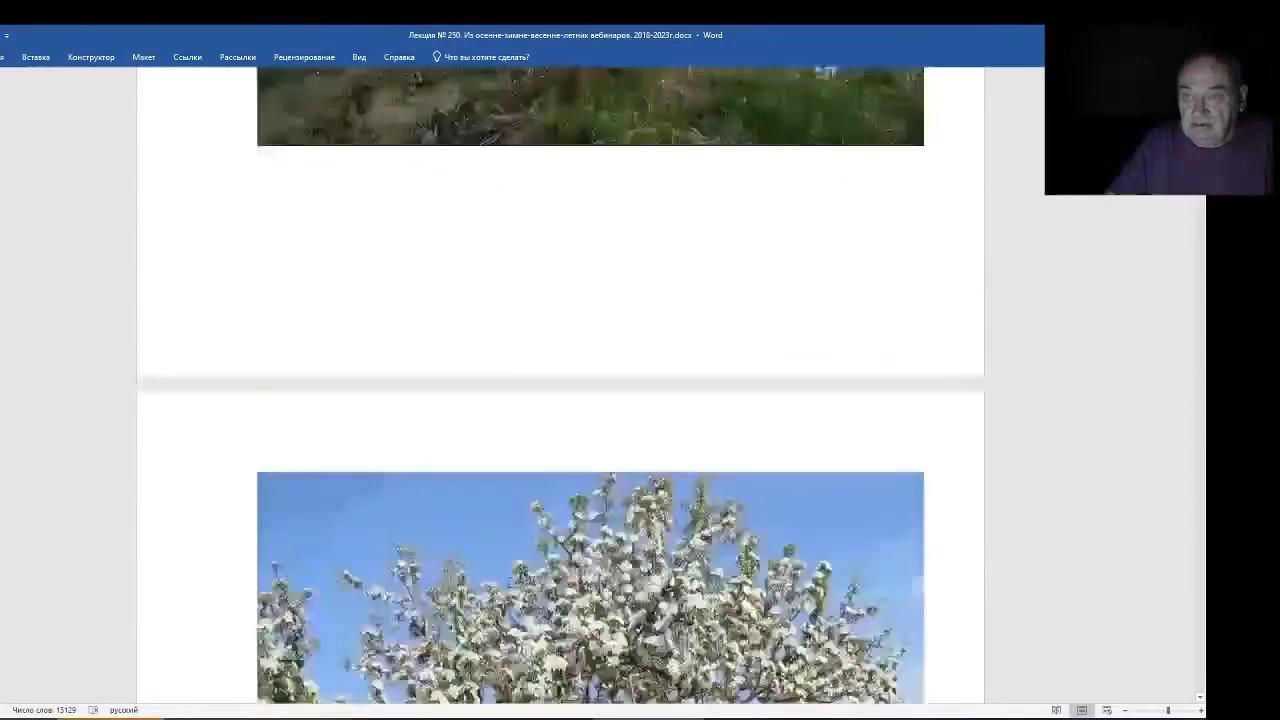 Лекция № 250. Из осенне-зимне-весенне-летних вебинаров. 2018-2023г.docx - Word
я Вставка Конструктор Макет Ссылки Рассылки Рецензирование Вид Справка Что вы хотите сделать?
Число слов: 13129 русский